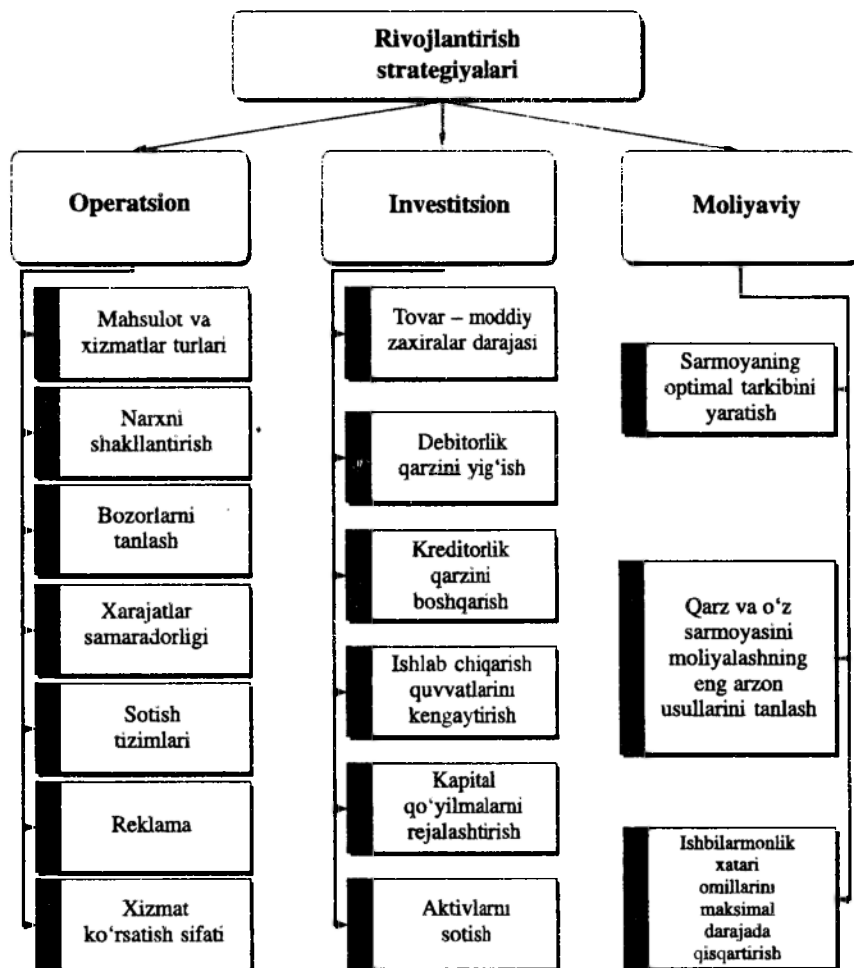 Rivojlantirish
strategiyalari
Operatsion
Mahsulot va
xizmatlar turlari
Narxni
shakllantirish
Bozorlarni
tanlash
Xarajatlar
samaradorligi
Sotish
tizimlari
Reklama
Xizmat
ko‘rsatish sifati
Investitsion
Tovar – moddiy
zaxiralar darajasi
Debitorlik
qarzini yig‘ish
Kreditorlik
qarzini
boshqarish
Ishlab chiqarish
quvvatlarini
kengaytirish
Kapital
qo‘yilmalarni
rejalashtirish
Aktivlarni
sotish
Moliyaviy
Sarmoyaning
optimal tarkibini
yaratish
Qarz va o‘z
sarmoyasini
moliyalashning
eng arzon
usullarini tanlash
Ishbilarmonlik
xatari
omillarini
maksimal
darajada
qisqartirish